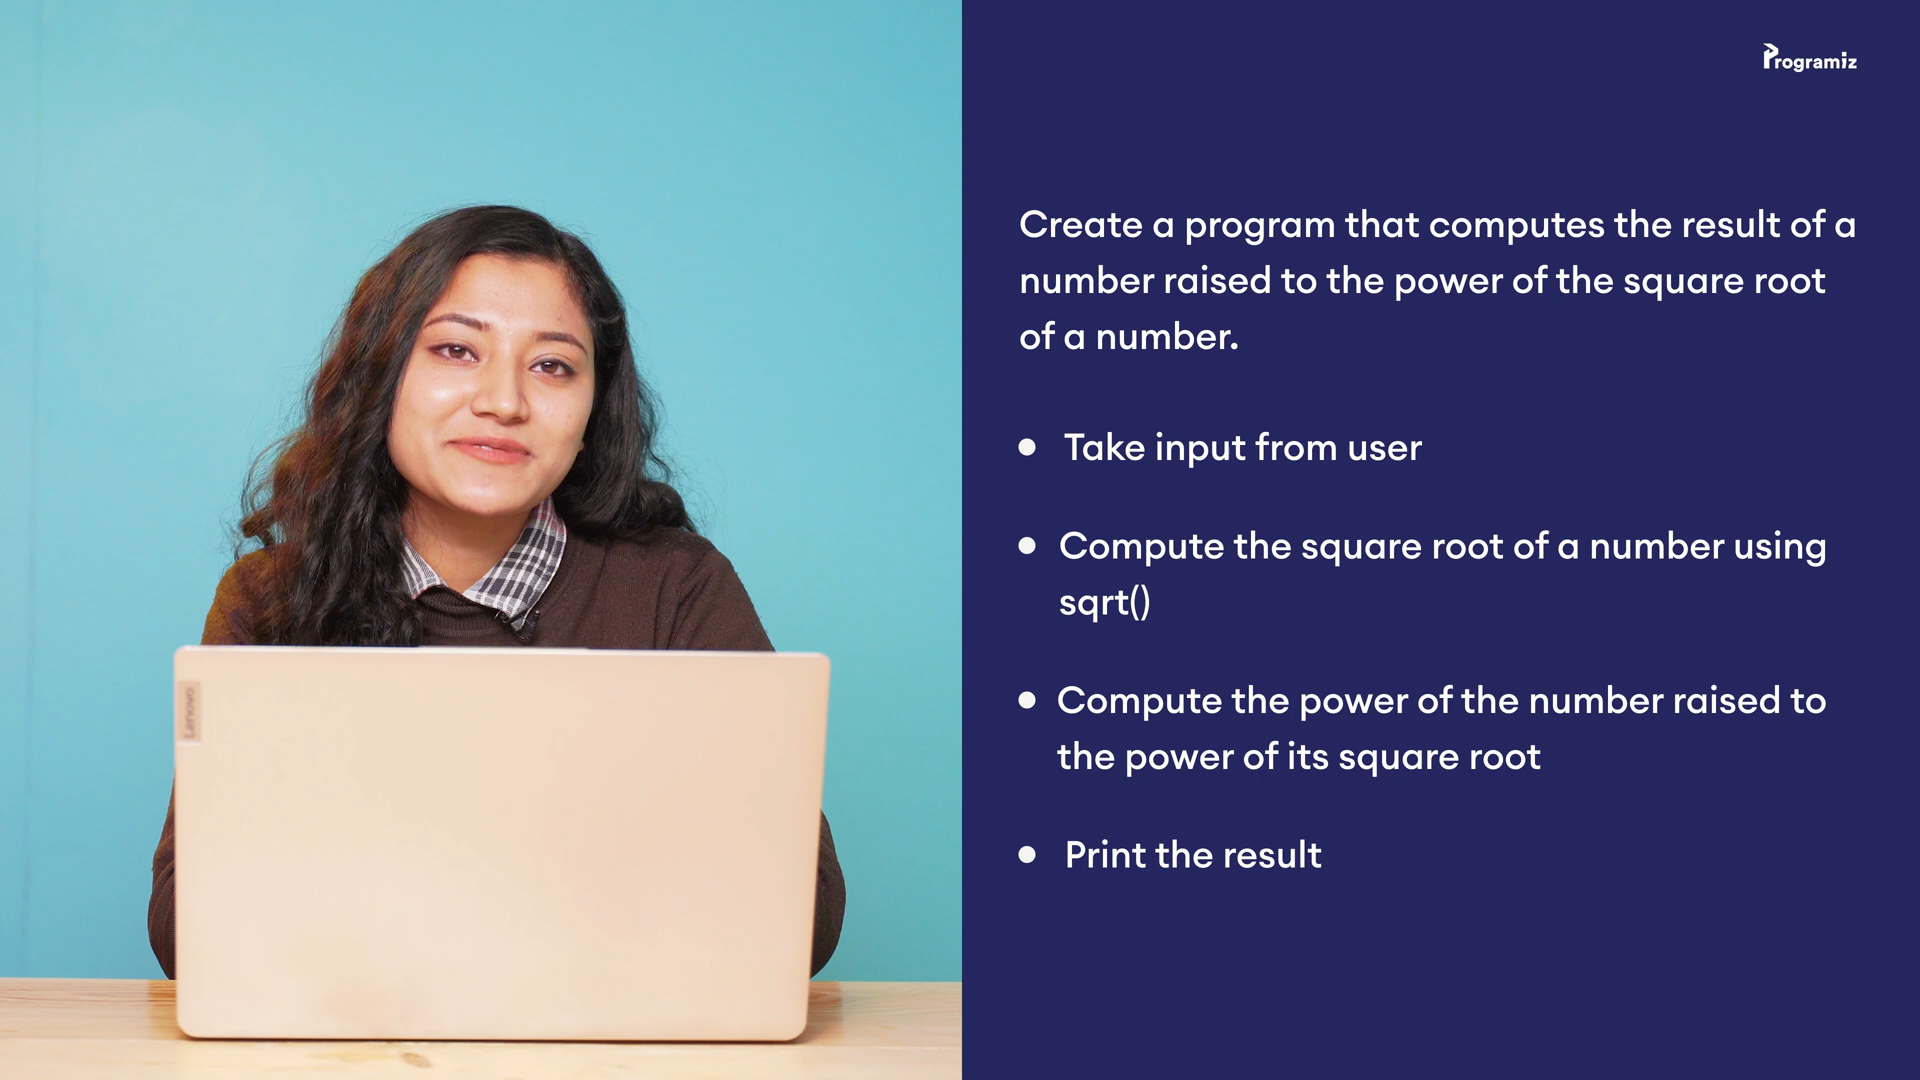 Programiz
Create a program that computes the result of a
number raised to the power of the square root
of a number.
• Take input from user
• Compute the square root of a number using
sqrt()
• Compute the power of the number raised to
the power of its square root
• Print the result
Lenovo